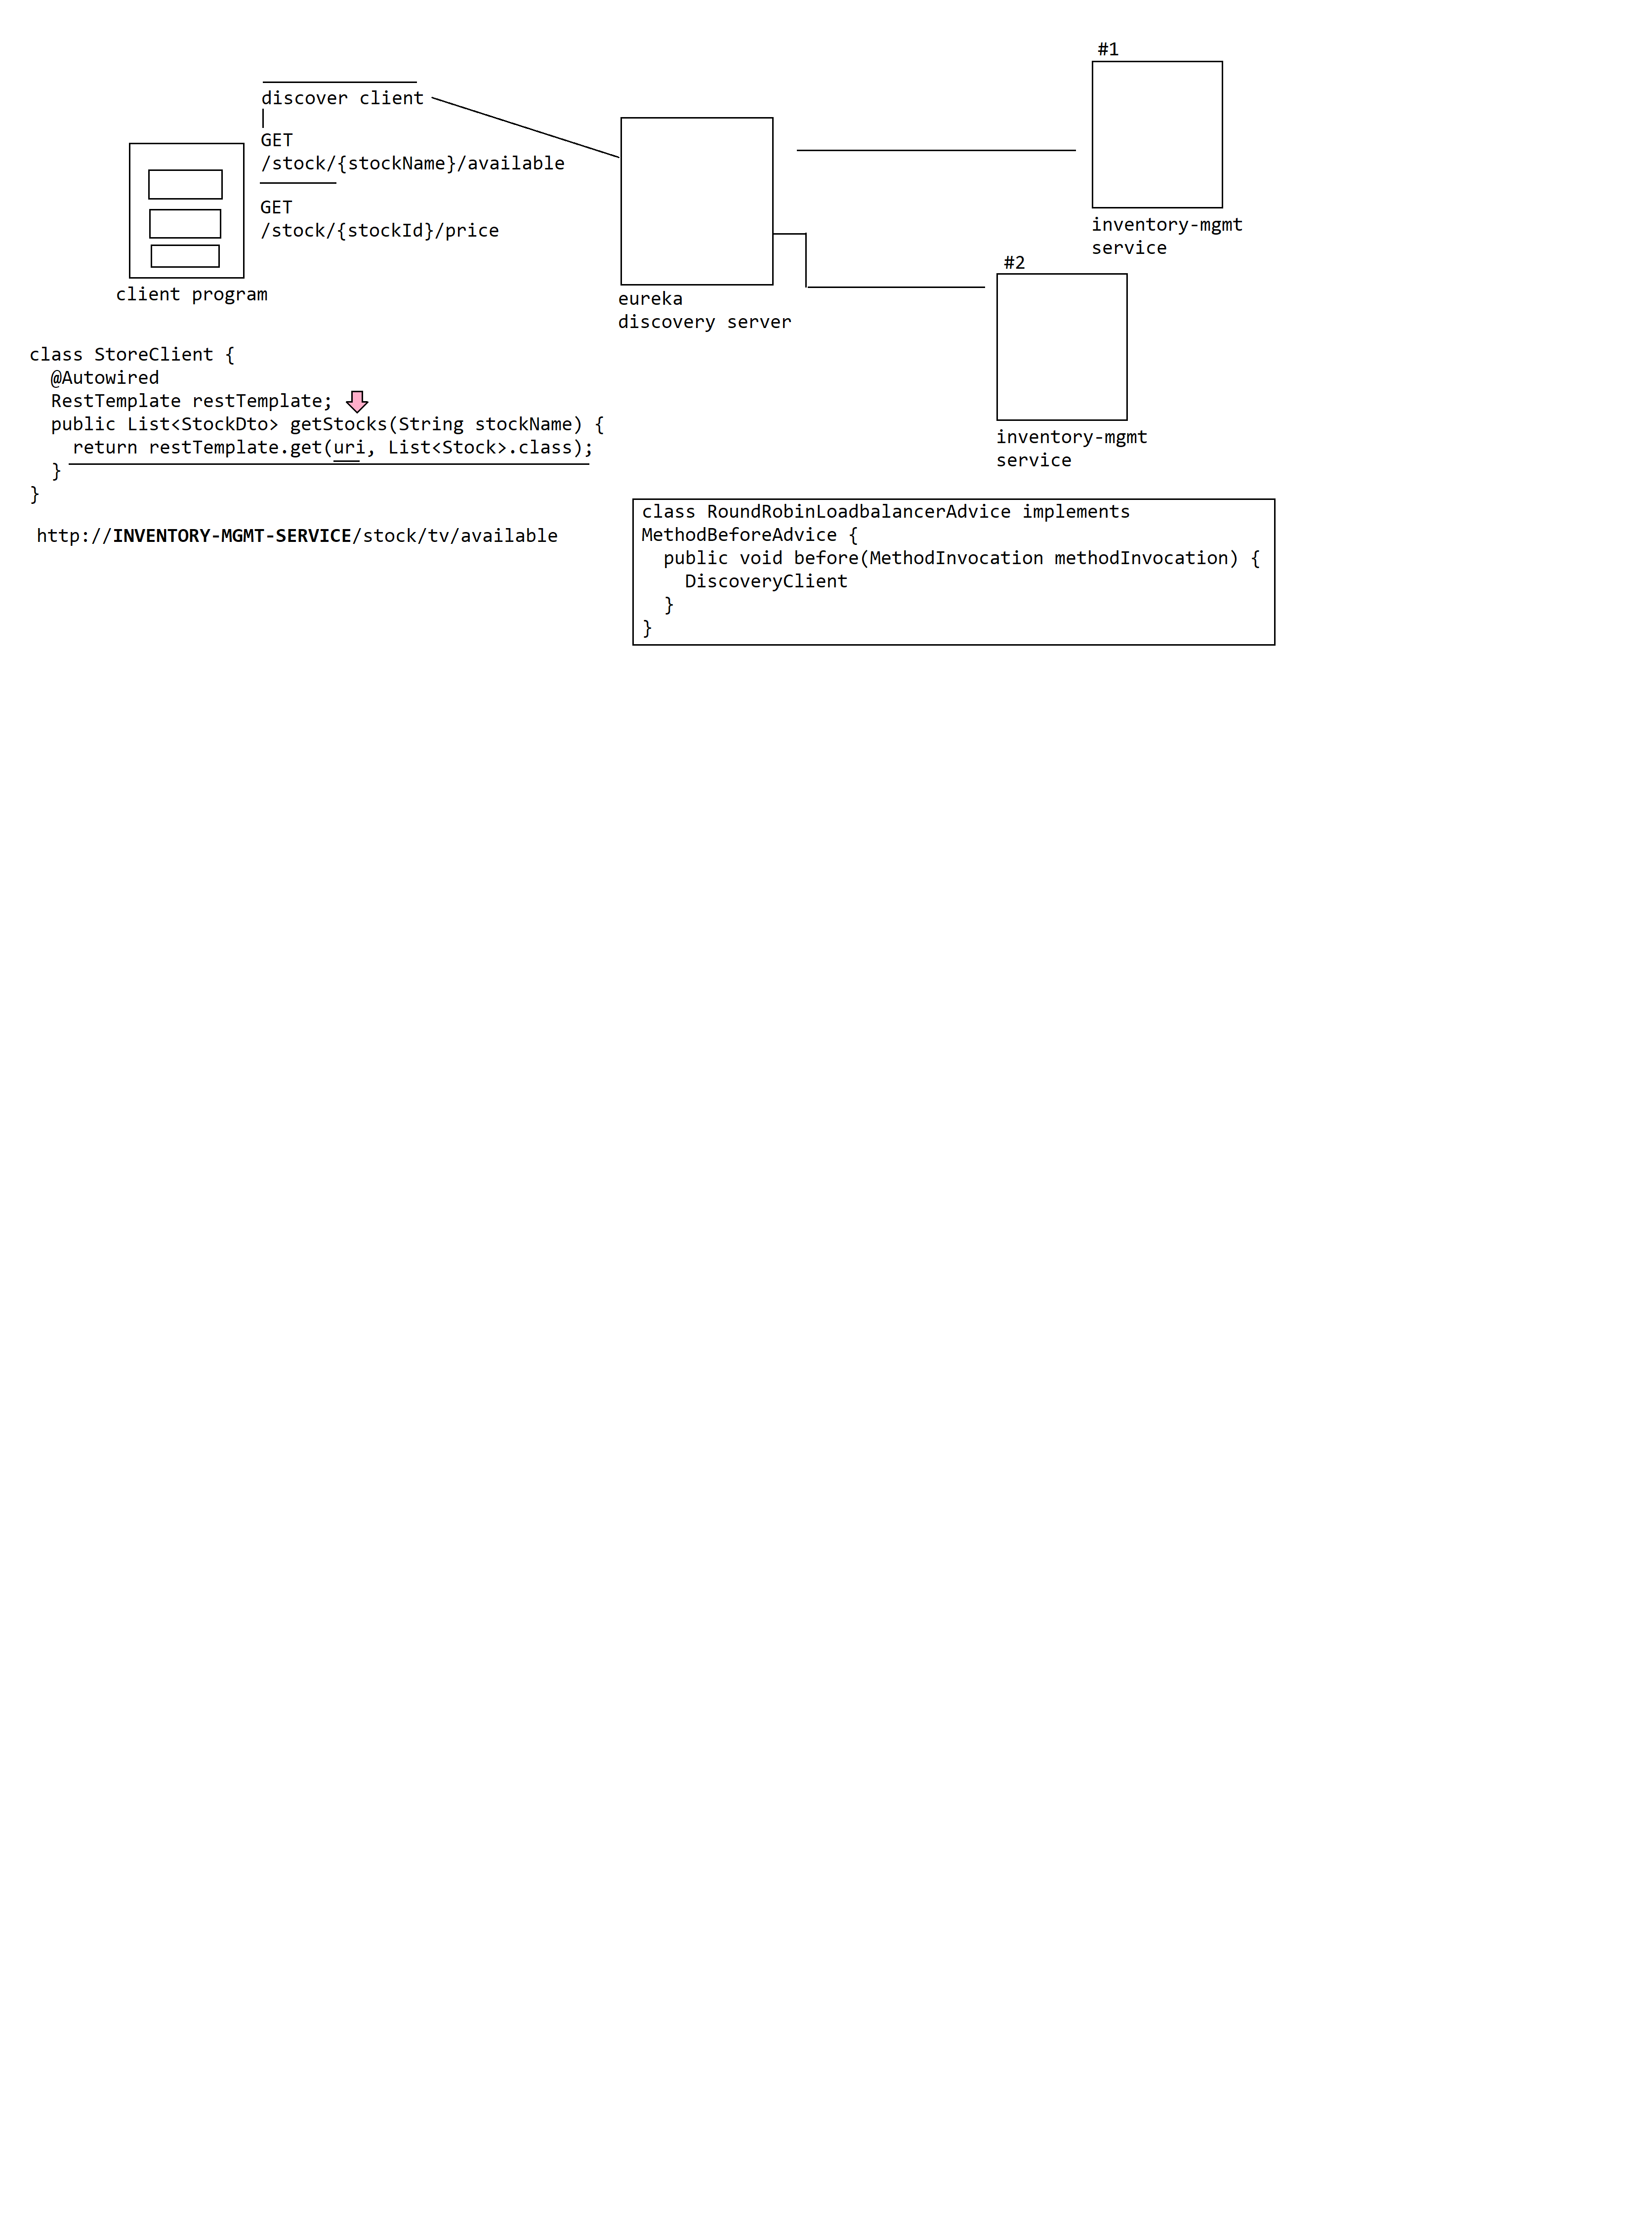 #1
discover client
GET
/stock/{stockName}/available
GET
/stock/{stockId}/price
client program
eureka
discovery server
inventory-mgmt
service
#2
inventory-mgmt
service
class StoreClient {
  @Autowired
  RestTemplate restTemplate;
  public List<StockDto> getStocks(String stockName) {
    return restTemplate.get(uri, List<Stock>.class);
  }
}
http://INVENTORY-MGMT-SERVICE/stock/tv/available
class RoundRobinLoadbalancerAdvice implements
MethodBeforeAdvice {
  public void before(MethodInvocation methodInvocation) {
    DiscoveryClient
  }
}